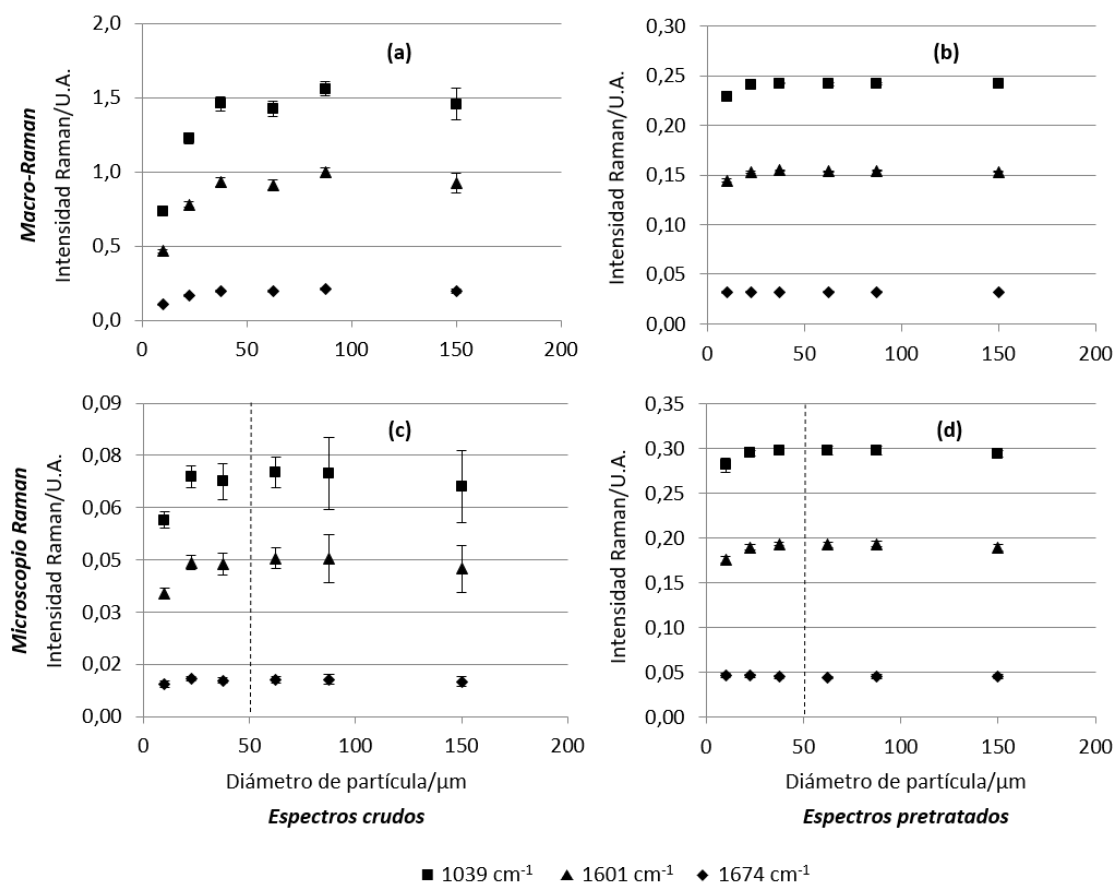 (a)
2,0
1,5
1,0
0,5
0,0
0 50 100 150 200
Macro-Raman
Intensidad Raman/U.A.
(b)
0,30
0,25
0,20
0,15
0,10
0,05
0,00
0 50 100 150 200
Intensidad Raman/U.A.
(c)
0,09
0,08
0,06
0,05
0,03
0,02
0,00
0 50 100 150 200
Microscopio Raman
Intensidad Raman/U.A.
Diámetro de partícula/µm
Espectros crudos
(d)
0,35
0,30
0,25
0,20
0,15
0,10
0,05
0,00
0 50 100 150 200
Intensidad Raman/U.A.
Diámetro de partícula/µm
Espectros pretratados
1039 cm⁻¹ 1601 cm⁻¹ 1674 cm⁻¹